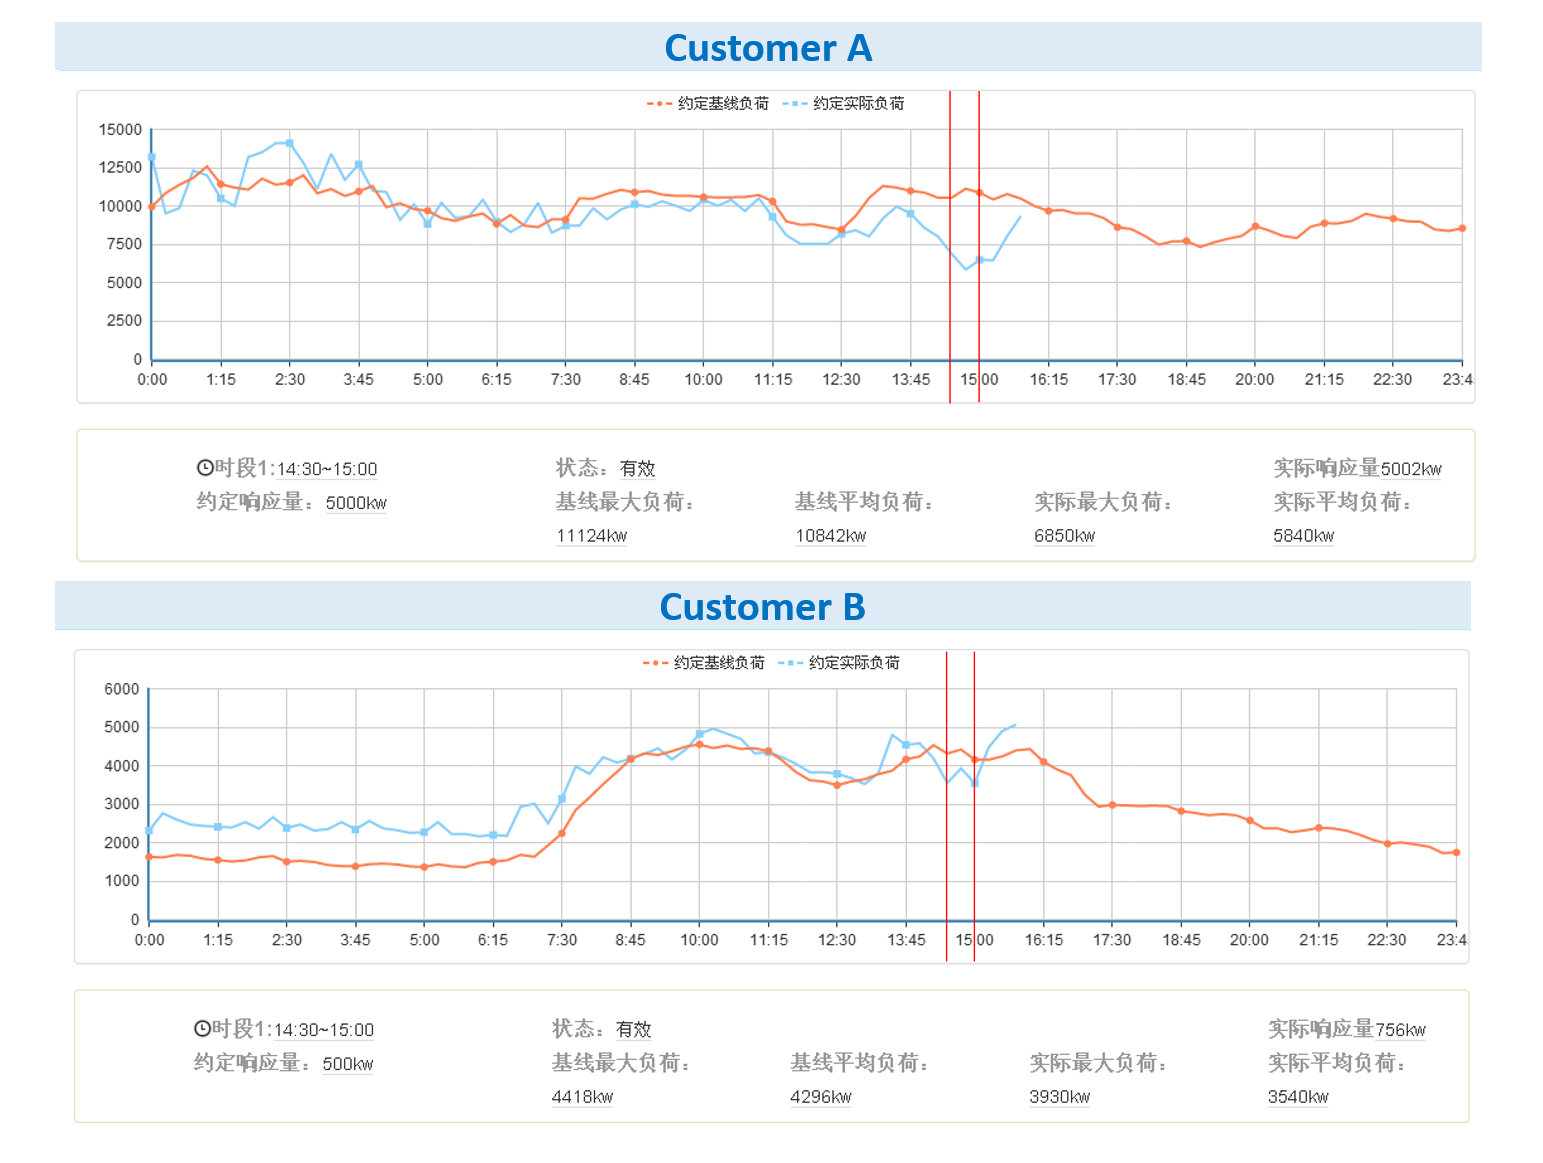 Customer A
约定基线负荷 约定实际负荷
15000
12500
10000
7500
5000
2500
0
0:00 1:15 2:30 3:45 5:00 6:15 7:30 8:45 10:00 11:15 12:30 13:45 15:00 16:15 17:30 18:45 20:00 21:15 22:30 23:4
时段1:14:30~15:00 状态：有效 实际响应量5002kw
约定响应量：5000kw 基线最大负荷： 基线平均负荷： 实际最大负荷： 实际平均负荷：
11124kw 10842kw 6850kw 5840kw
Customer B
约定基线负荷 约定实际负荷
6000
5000
4000
3000
2000
1000
0
0:00 1:15 2:30 3:45 5:00 6:15 7:30 8:45 10:00 11:15 12:30 13:45 15:00 16:15 17:30 18:45 20:00 21:15 22:30 23:4
时段1:14:30~15:00 状态：有效 实际响应量756kw
约定响应量：500kw 基线最大负荷： 基线平均负荷： 实际最大负荷： 实际平均负荷：
4418kw 4296kw 3930kw 3540kw